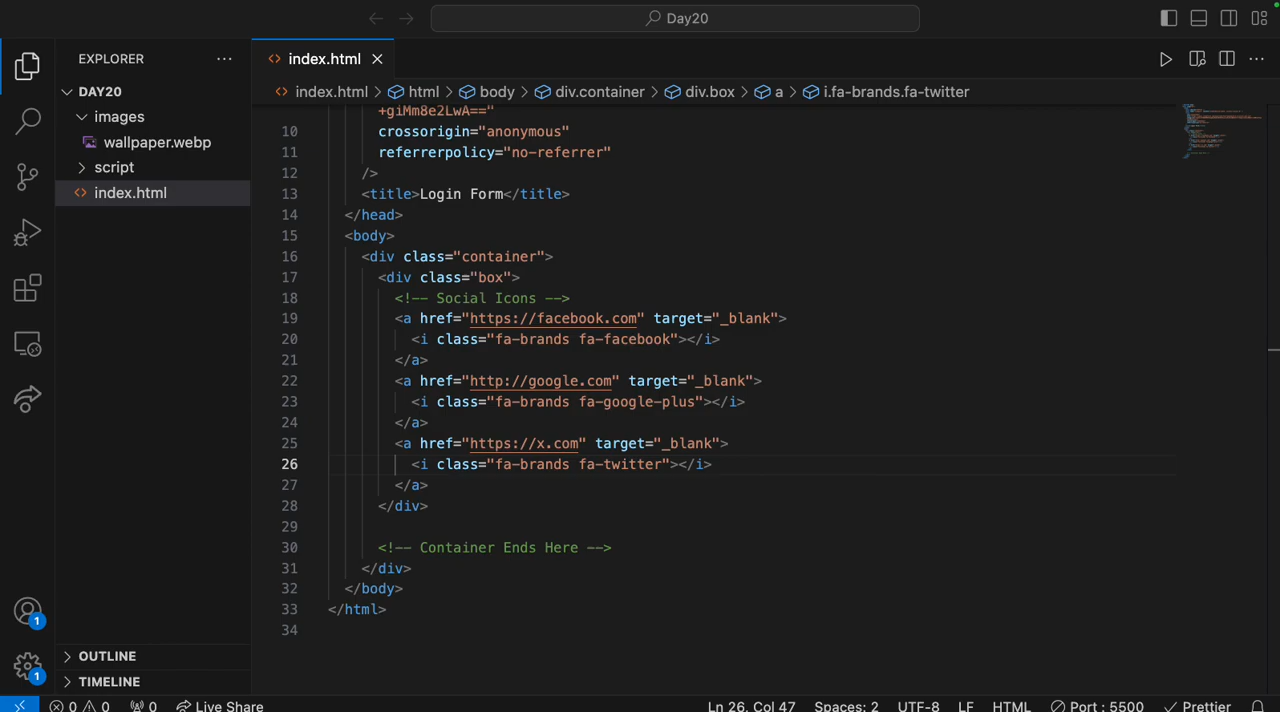 Day20
EXPLORER
index.html
DAY20
images
wallpaper.webp
script
index.html
index.html > html > body > div.container > div.box > a > i.fa-brands.fa-twitter
+giMm8e2LwA=="
10 crossorigin="anonymous"
11 referrerpolicy="no-referrer"
12 />
13 <title>Login Form</title>
14 </head>
15 <body>
16 <div class="container">
17 <div class="box">
18 <!-- Social Icons -->
19 <a href="https://facebook.com" target="_blank">
20 <i class="fa-brands fa-facebook"></i>
21 </a>
22 <a href="http://google.com" target="_blank">
23 <i class="fa-brands fa-google-plus"></i>
24 </a>
25 <a href="https://x.com" target="_blank">
26 <i class="fa-brands fa-twitter"></i>
27 </a>
28 </div>
29
30 <!-- Container Ends Here -->
31 </div>
32 </body>
33 </html>
34
1
1
OUTLINE
TIMELINE
0 0 0 Live Share Ln 26, Col 47 Spaces: 2 UTF-8 LF HTML Port : 5500 Prettier